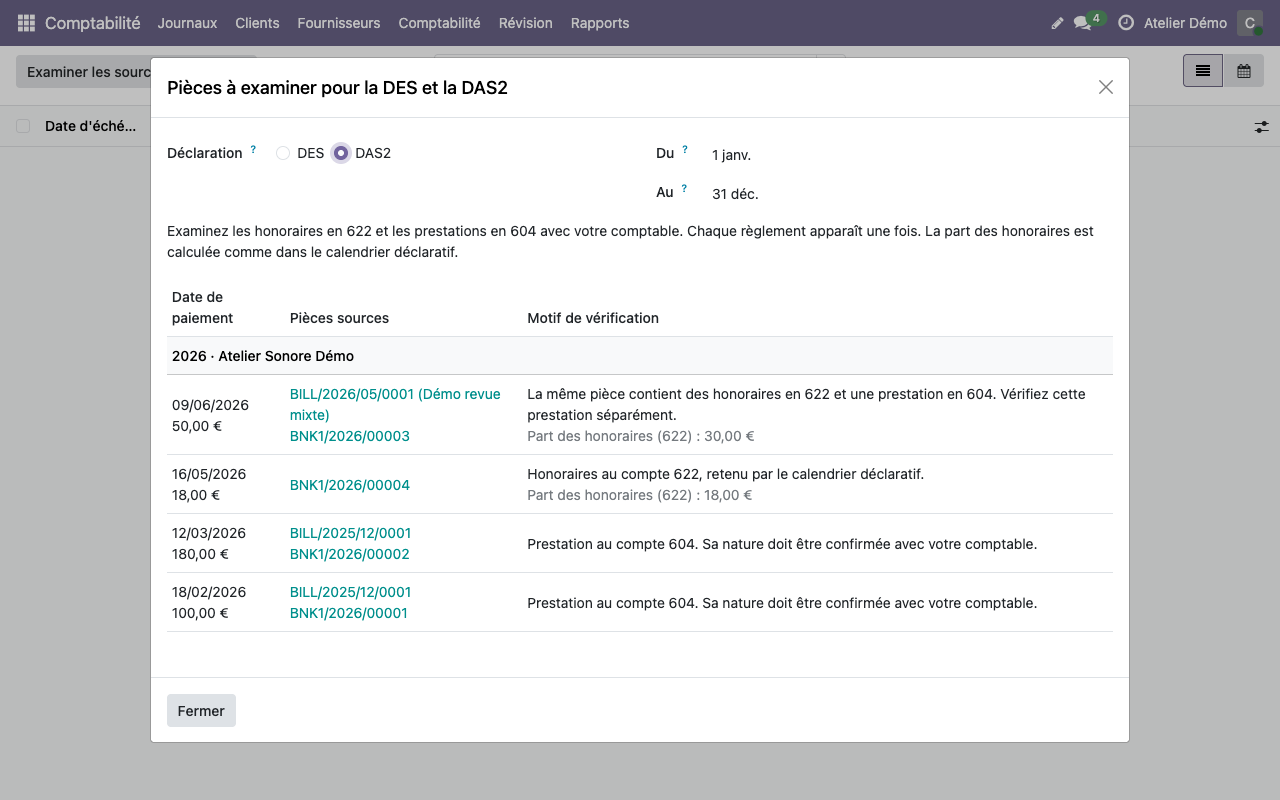 Comptabilité Journaux Clients Fournisseurs Comptabilité Révision Rapports 4 Atelier Démo C
Examiner les sourc
Date d'éché...
Pièces à examiner pour la DES et la DAS2
Déclaration ? DES DAS2
Du ? 1 janv.
Au ? 31 déc.
Examinez les honoraires en 622 et les prestations en 604 avec votre comptable. Chaque règlement apparaît une fois. La part des honoraires est
calculée comme dans le calendrier déclaratif.
Date de
paiement
Pièces sources
Motif de vérification
2026 · Atelier Sonore Démo
09/06/2026
50,00 €
BILL/2026/05/0001 (Démo revue
mixte)
BNK1/2026/00003
La même pièce contient des honoraires en 622 et une prestation en 604. Vérifiez cette
prestation séparément.
Part des honoraires (622) : 30,00 €
16/05/2026
18,00 €
BNK1/2026/00004
Honoraires au compte 622, retenu par le calendrier déclaratif.
Part des honoraires (622) : 18,00 €
12/03/2026
180,00 €
BILL/2025/12/0001
BNK1/2026/00002
Prestation au compte 604. Sa nature doit être confirmée avec votre comptable.
18/02/2026
100,00 €
BILL/2025/12/0001
BNK1/2026/00001
Prestation au compte 604. Sa nature doit être confirmée avec votre comptable.
Fermer